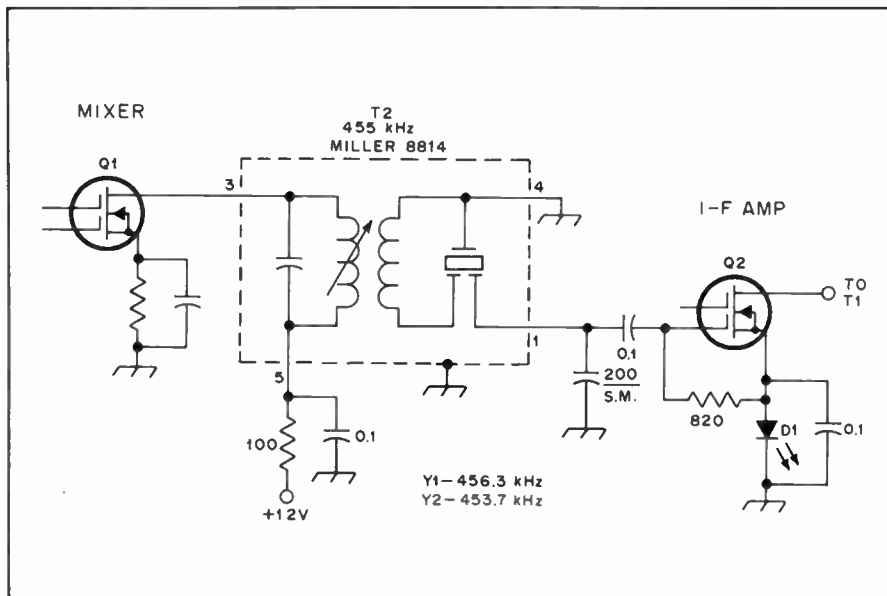 MIXER
Q1
T2
455 kHz
MILLER 8814
3
4
5
1
100
0.1
+12V
200
S.M.
0.1
I-F AMP
Q2
TO
T1
820
D1
0.1
Y1-456.3 kHz
Y2-453.7 kHz